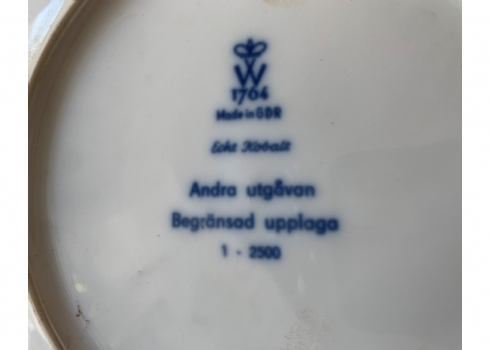 W
1764
Made in GDR
Echt Kobalt
Andra utgåvan
Begränsad upplaga
1 - 2500